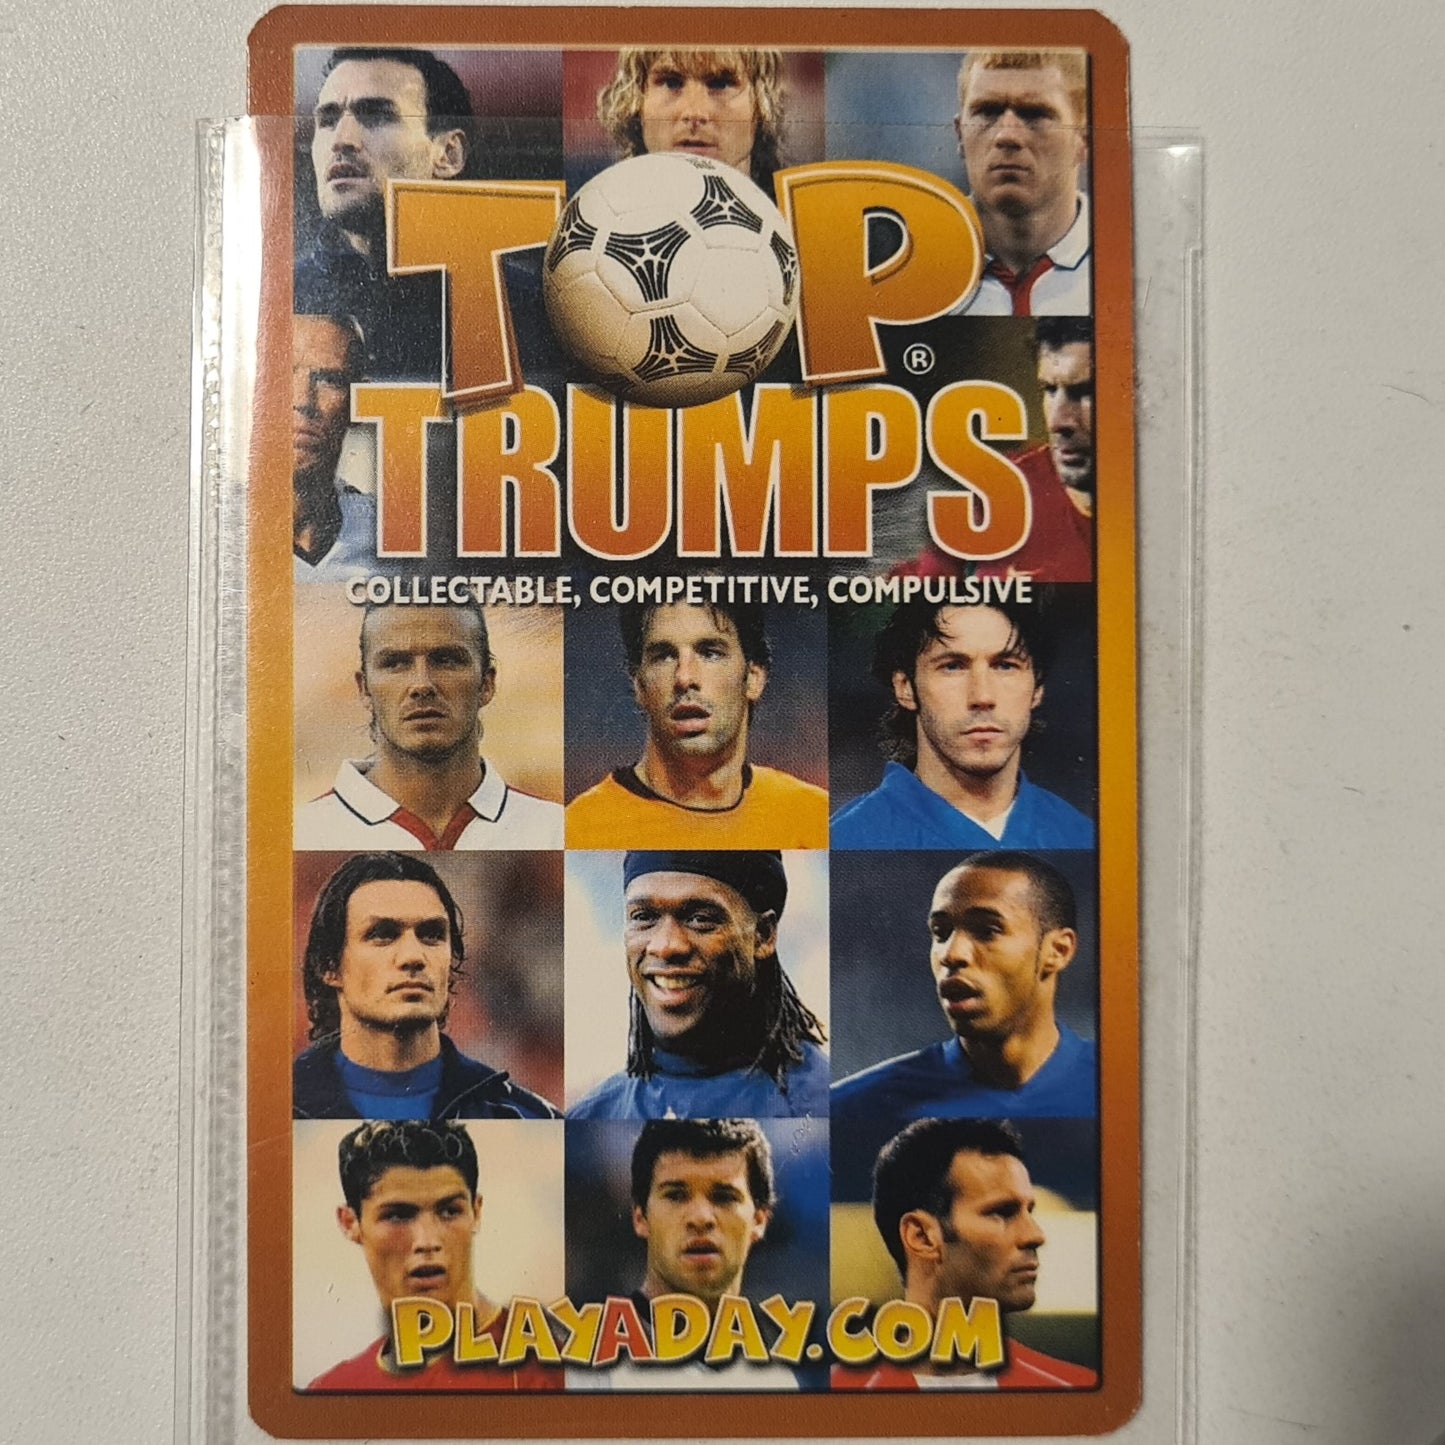 TOP®
TRUMPS
COLLECTABLE, COMPETITIVE, COMPULSIVE
PLAYADAY.COM